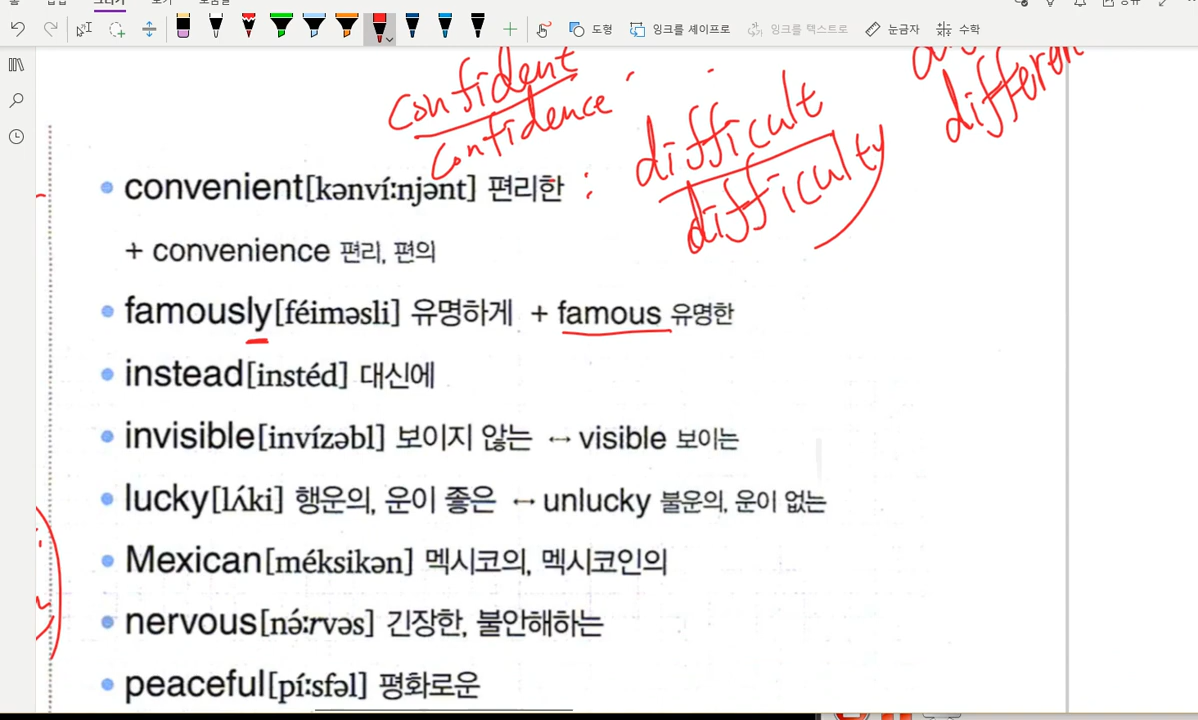 도형 잉크를 셰이프로 잉크를 텍스트로 눈금자 수학
confident
confidence
difficult
difficulty
convenient[kənvíːnjənt] 편리한 :
+ convenience 편리, 편의
famously[féiməsli] 유명하게 + famous 유명한
instead[instéd] 대신에
invisible[invízəbl] 보이지 않는 ↔ visible 보이는
lucky[lʌ́ki] 행운의, 운이 좋은 ↔ unlucky 불운의, 운이 없는
Mexican[méksikən] 멕시코의, 멕시코인의
nervous[nə́ːrvəs] 긴장한, 불안해하는
peaceful[píːsfəl] 평화로운